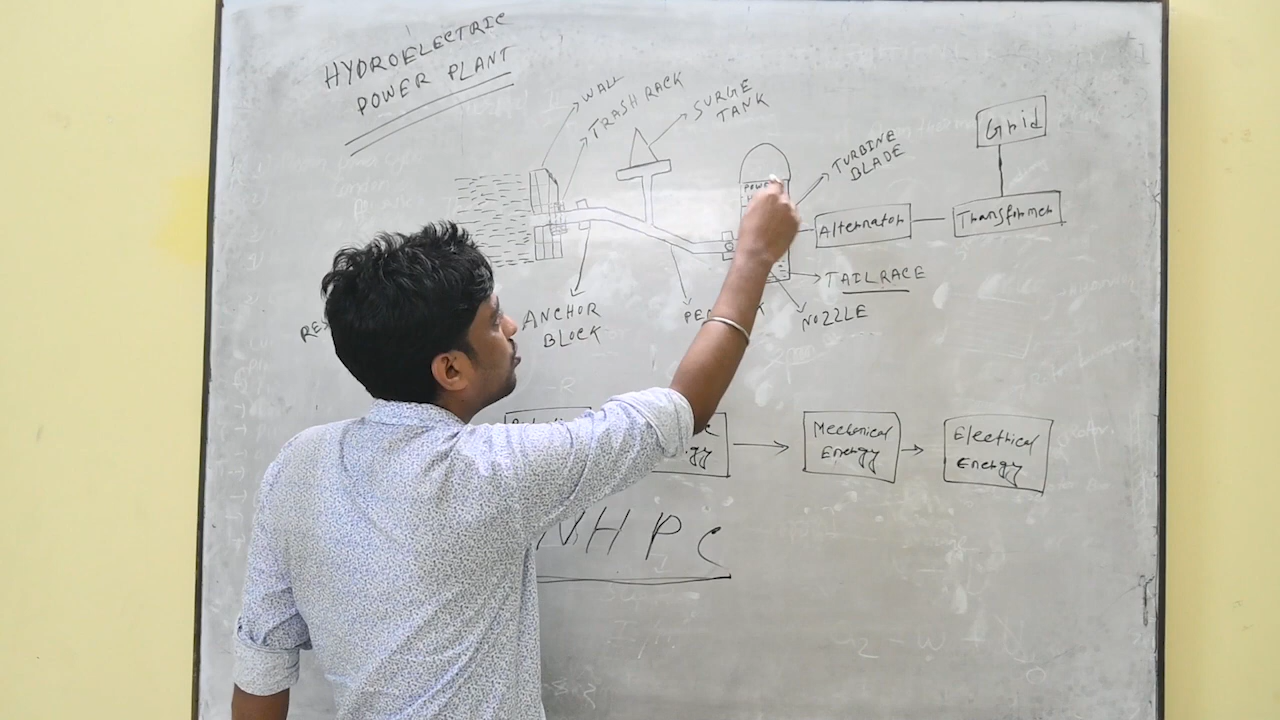 HYDROELECTRIC
POWER PLANT
WALL
TRASH RACK
SURGE
TANK
TURBINE
BLADE
Grid
Alternator
Transformer
TAILRACE
NOZZLE
ANCHOR
BLOCK
Mechanical
Energy
Electrical
Energy
NHPC